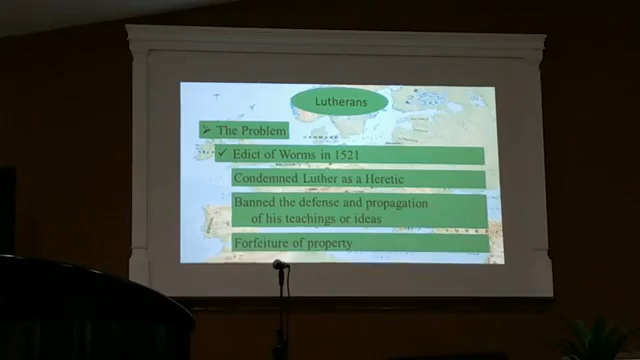 Lutherans
➢ The Problem
✓ Edict of Worms in 1521
Condemned Luther as a Heretic
Banned the defense and propagation
of his teachings or ideas
Forfeiture of property